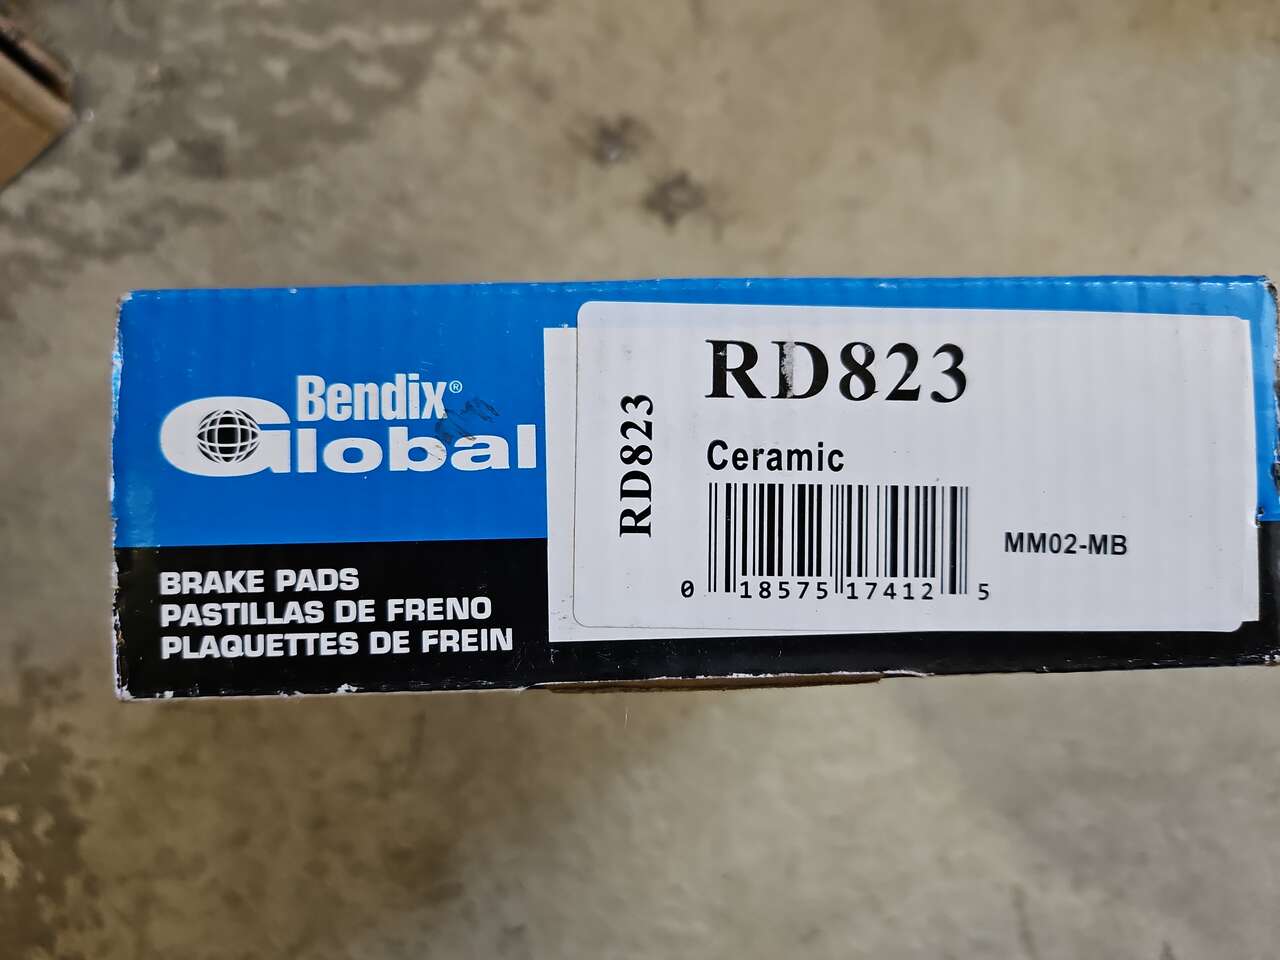 Bendix®
Global
BRAKE PADS
PASTILLAS DE FRENO
PLAQUETTES DE FREIN
RD823
RD823
Ceramic
0 18575 17412 5
MM02-MB